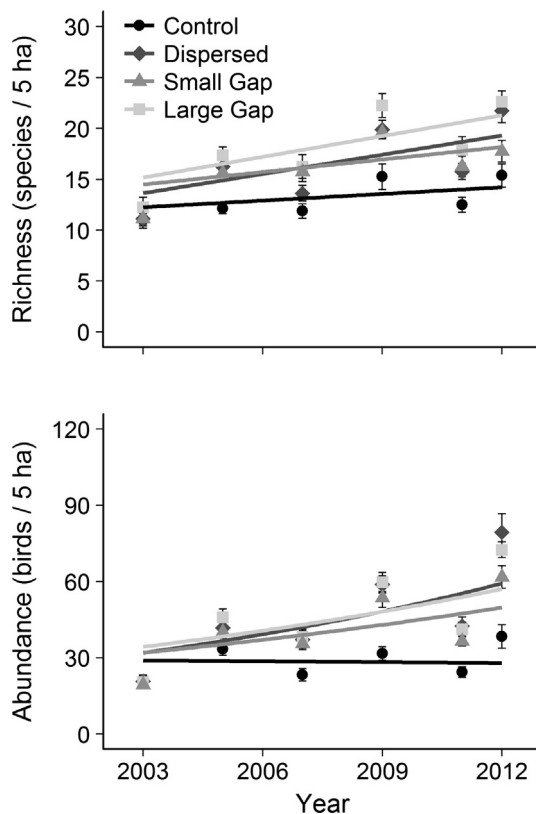 Richness (species / 5 ha)
30
25
20
15
10
5
0
Control
Dispersed
Small Gap
Large Gap
Abundance (birds / 5 ha)
120
90
60
30
0
2003
2006
2009
2012
Year